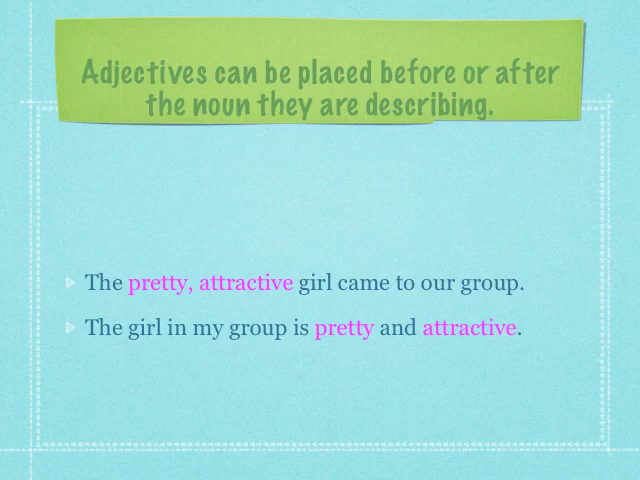 Adjectives can be placed before or after
the noun they are describing.
The pretty, attractive girl came to our group.
The girl in my group is pretty and attractive.